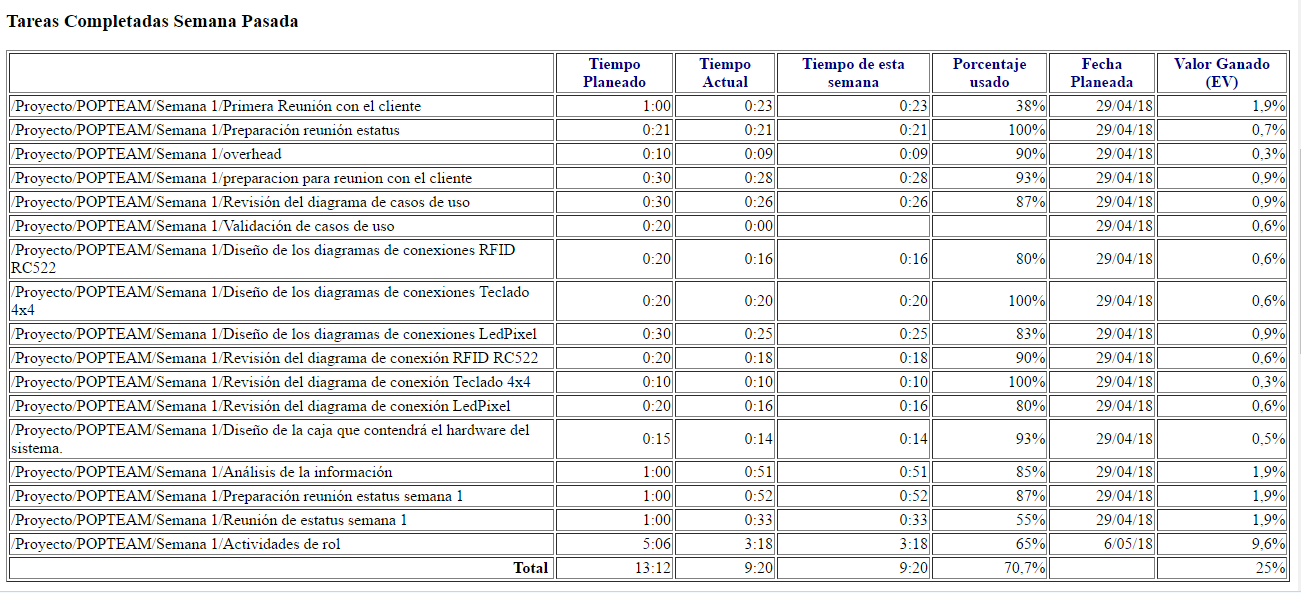 Tareas Completadas Semana Pasada
Tiempo Planeado Tiempo Actual Tiempo de esta semana Porcentaje usado Fecha Planeada Valor Ganado (EV)
/Proyecto/POPTEAM/Semana 1/Primera Reunión con el cliente 1:00 0:23 0:23 38% 29/04/18 1,9%
/Proyecto/POPTEAM/Semana 1/Preparación reunión estatus 0:21 0:21 0:21 100% 29/04/18 0,7%
/Proyecto/POPTEAM/Semana 1/overhead 0:10 0:09 0:09 90% 29/04/18 0,3%
/Proyecto/POPTEAM/Semana 1/preparacion para reunion con el cliente 0:30 0:28 0:28 93% 29/04/18 0,9%
/Proyecto/POPTEAM/Semana 1/Revisión del diagrama de casos de uso 0:30 0:26 0:26 87% 29/04/18 0,9%
/Proyecto/POPTEAM/Semana 1/Validación de casos de uso 0:20 0:00 29/04/18 0,6%
/Proyecto/POPTEAM/Semana 1/Diseño de los diagramas de conexiones RFID
RC522 0:20 0:16 0:16 80% 29/04/18 0,6%
/Proyecto/POPTEAM/Semana 1/Diseño de los diagramas de conexiones Teclado
4x4 0:20 0:20 0:20 100% 29/04/18 0,6%
/Proyecto/POPTEAM/Semana 1/Diseño de los diagramas de conexiones LedPixel 0:30 0:25 0:25 83% 29/04/18 0,9%
/Proyecto/POPTEAM/Semana 1/Revisión del diagrama de conexión RFID RC522 0:20 0:18 0:18 90% 29/04/18 0,6%
/Proyecto/POPTEAM/Semana 1/Revisión del diagrama de conexión Teclado 4x4 0:10 0:10 0:10 100% 29/04/18 0,3%
/Proyecto/POPTEAM/Semana 1/Revisión del diagrama de conexión LedPixel 0:20 0:16 0:16 80% 29/04/18 0,6%
/Proyecto/POPTEAM/Semana 1/Diseño de la caja que contendrá el hardware del
sistema. 0:15 0:14 0:14 93% 29/04/18 0,5%
/Proyecto/POPTEAM/Semana 1/Análisis de la información 1:00 0:51 0:51 85% 29/04/18 1,9%
/Proyecto/POPTEAM/Semana 1/Preparación reunión estatus semana 1 1:00 0:52 0:52 87% 29/04/18 1,9%
/Proyecto/POPTEAM/Semana 1/Reunión de estatus semana 1 1:00 0:33 0:33 55% 29/04/18 1,9%
/Proyecto/POPTEAM/Semana 1/Actividades de rol 5:06 3:18 3:18 65% 6/05/18 9,6%
Total 13:12 9:20 9:20 70,7% 25%